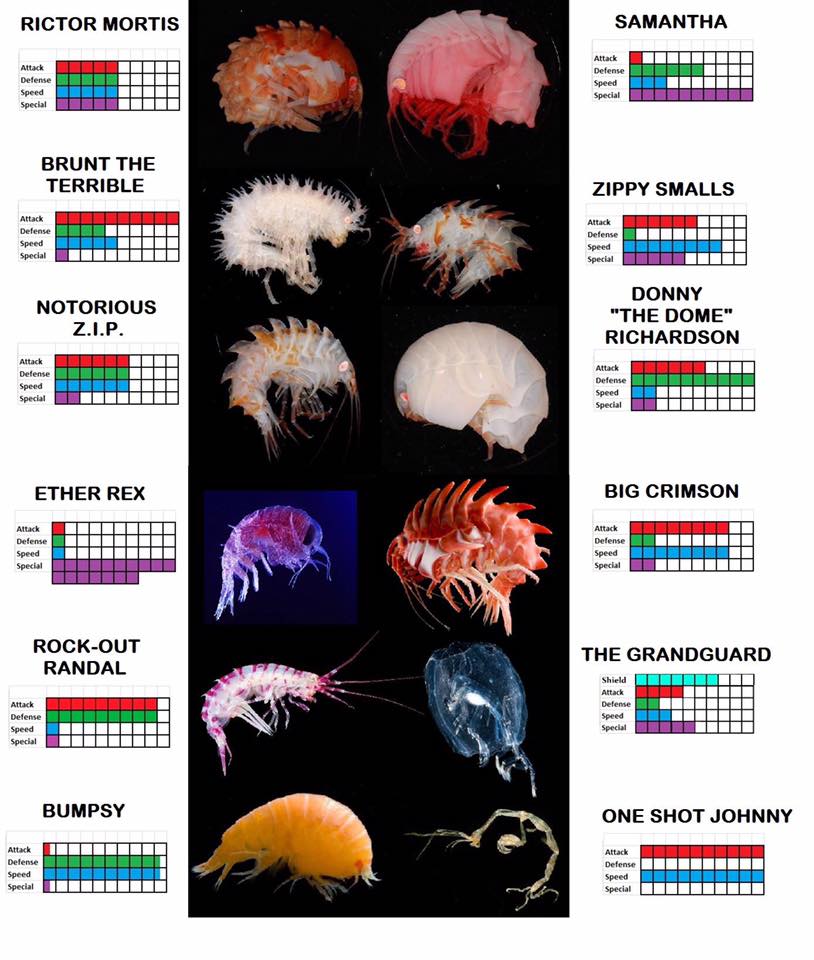 RICTOR MORTIS
Attack
Defense
Speed
Special
SAMANTHA
Attack
Defense
Speed
Special
BRUNT THE
TERRIBLE
Attack
Defense
Speed
Special
ZIPPY SMALLS
Attack
Defense
Speed
Special
NOTORIOUS
Z.I.P.
Attack
Defense
Speed
Special
DONNY
"THE DOME"
RICHARDSON
Attack
Defense
Speed
Special
ETHER REX
Attack
Defense
Speed
Special
BIG CRIMSON
Attack
Defense
Speed
Special
ROCK-OUT
RANDAL
Attack
Defense
Speed
Special
THE GRANDGUARD
Shield
Attack
Defense
Speed
Special
BUMPSY
Attack
Defense
Speed
Special
ONE SHOT JOHNNY
Attack
Defense
Speed
Special